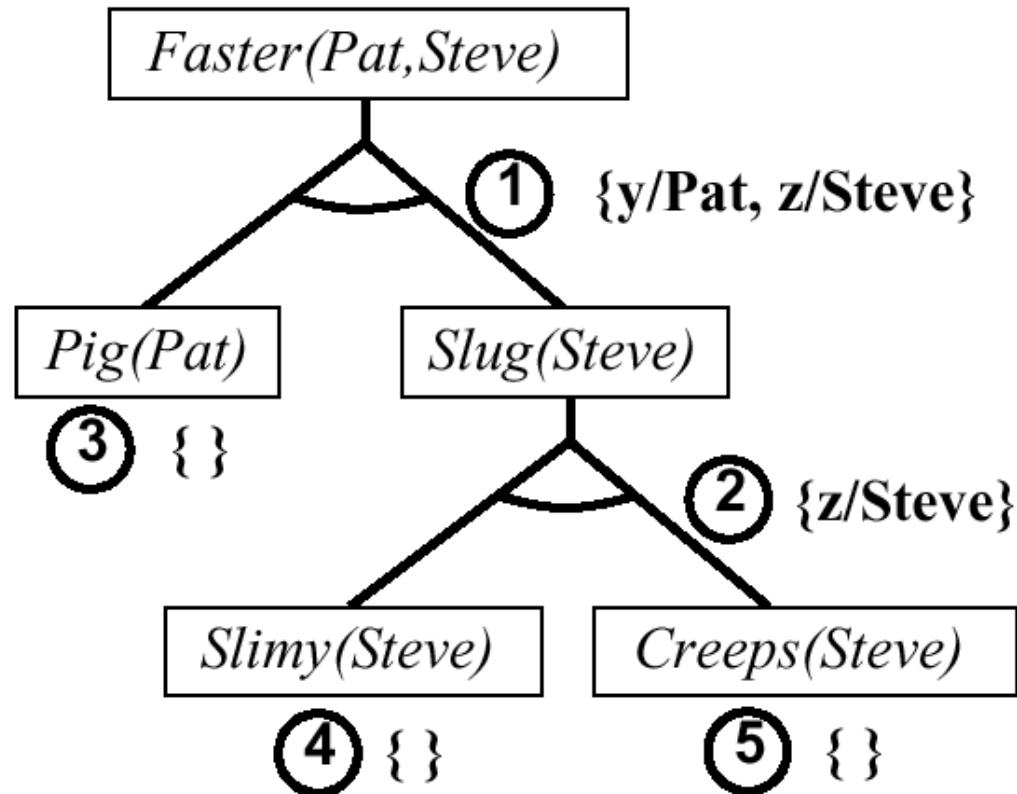 Faster(Pat,Steve)
1 {y/Pat, z/Steve}
Pig(Pat) Slug(Steve)
3 { }
2 {z/Steve}
Slimy(Steve) Creeps(Steve)
4 { } 5 { }